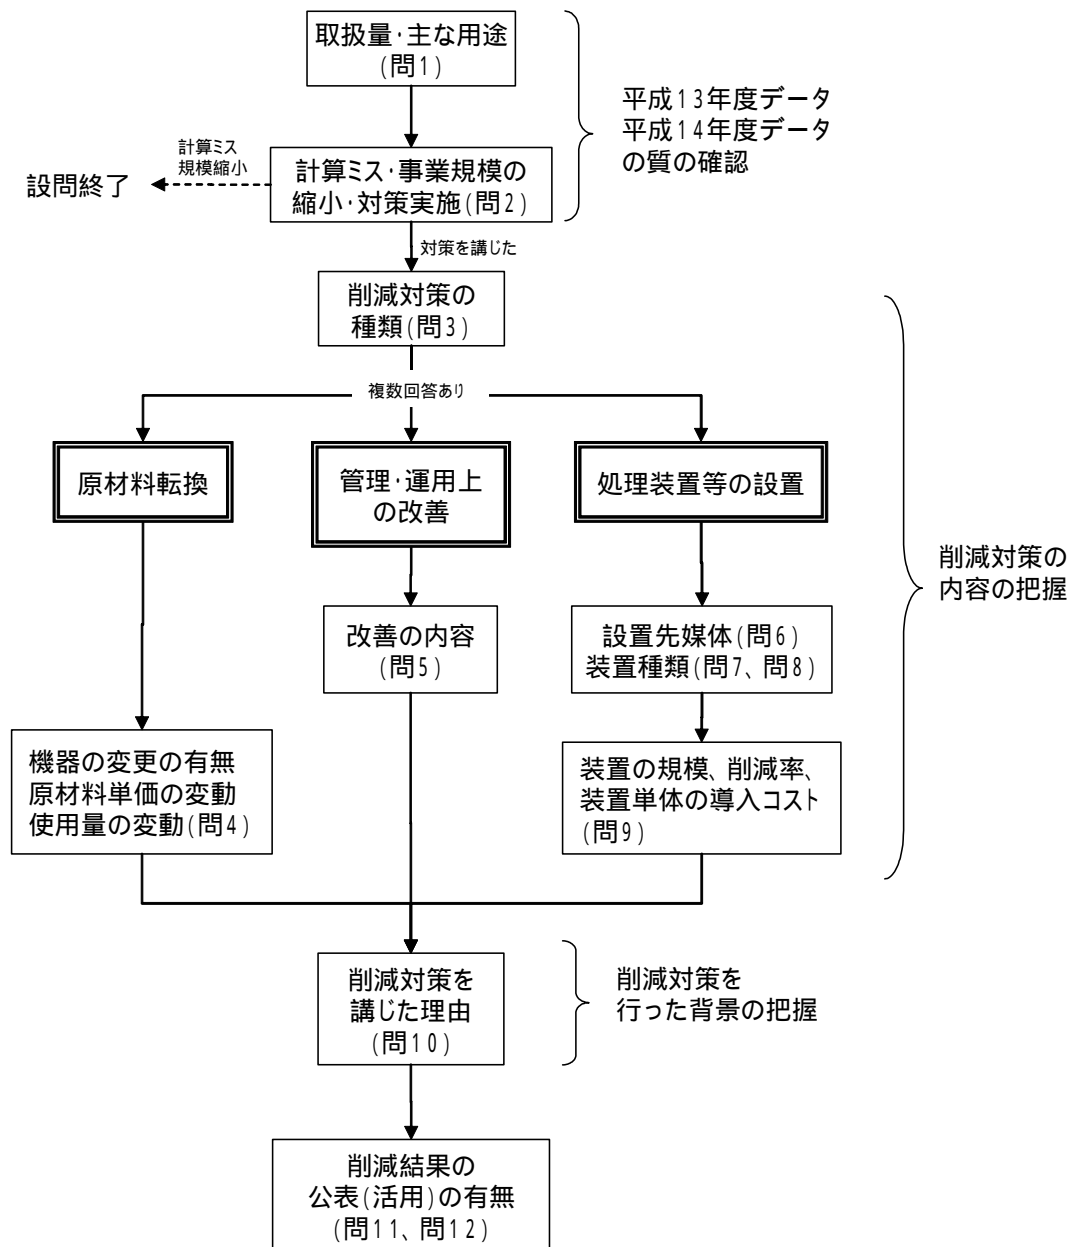 取扱量・主な用途
(問1)
平成13年度データ
平成14年度データ
の質の確認
計算ミス
規模縮小
設問終了
計算ミス・事業規模の
縮小・対策実施(問2)
対策を講じた
削減対策の
種類(問3)
複数回答あり
原材料転換
管理・運用上
の改善
処理装置等の設置
削減対策の
内容の把握
改善の内容
(問5)
設置先媒体(問6)
装置種類(問7、問8)
機器の変更の有無
原材料単価の変動
使用量の変動(問4)
装置の規模、削減率、
装置単体の導入コスト
(問9)
削減対策を
講じた理由
(問10)
削減対策を
行った背景の把握
削減結果の
公表(活用)の有無
(問11、問12)